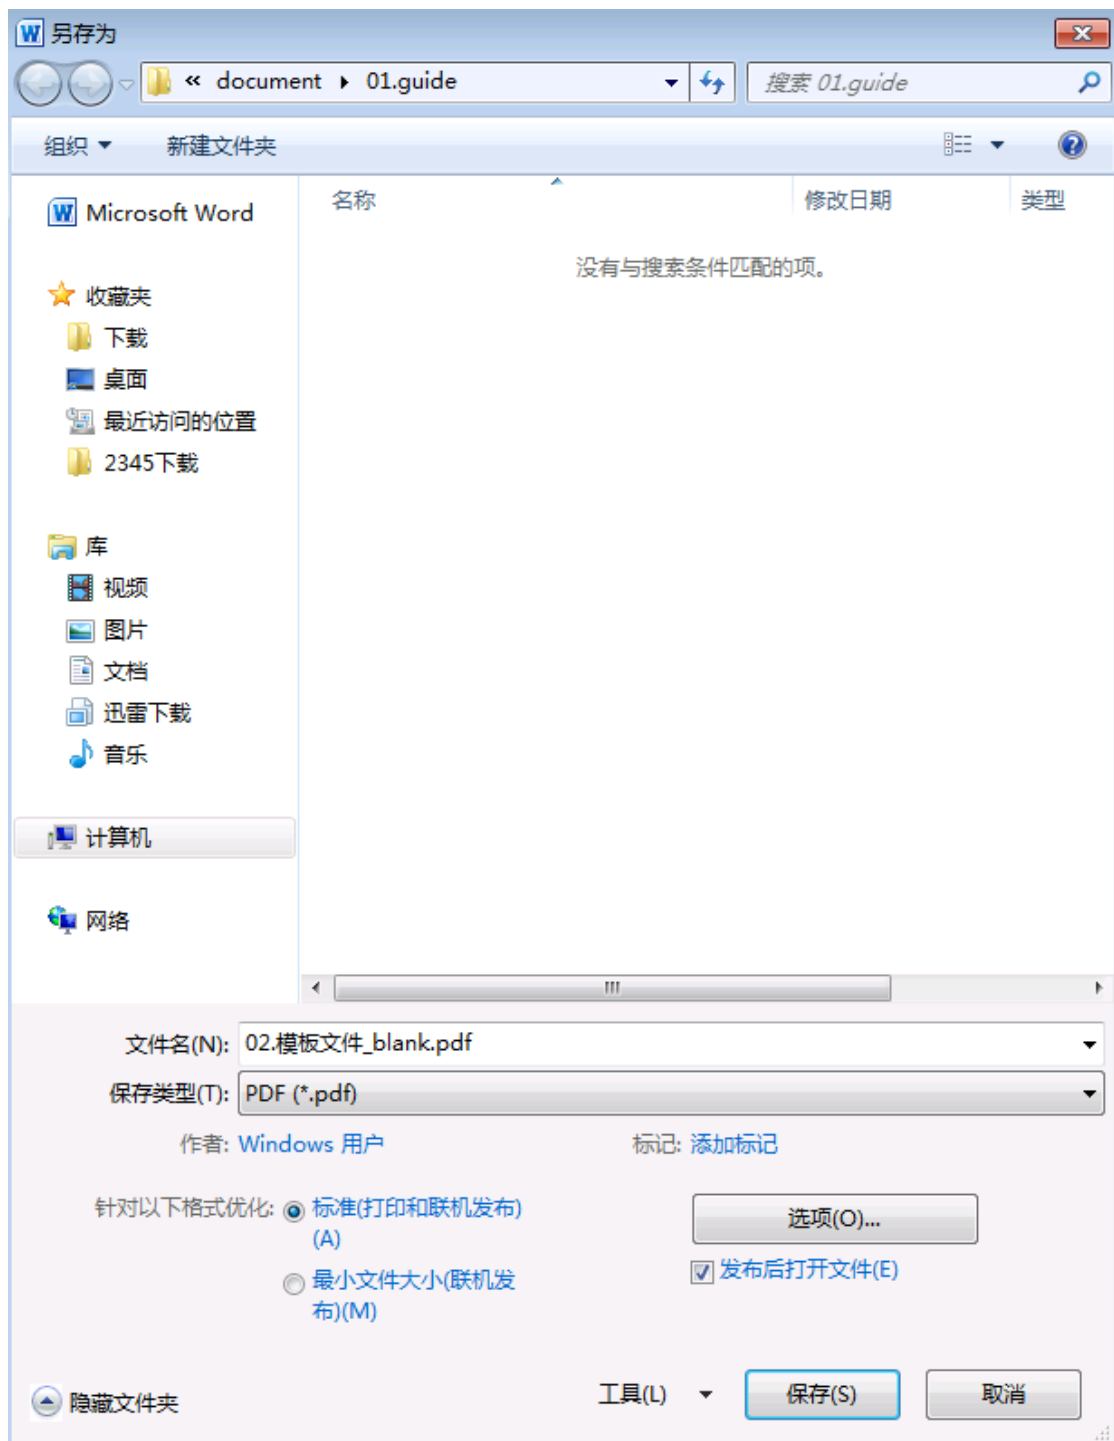 另存为
« document ▸ 01.guide
搜索 01.guide
组织
新建文件夹
名称
修改日期
类型
没有与搜索条件匹配的项。
Microsoft Word
收藏夹
下载
桌面
最近访问的位置
2345下载
库
视频
图片
文档
迅雷下载
音乐
计算机
网络
文件名(N): 02.模板文件_blank.pdf
保存类型(T): PDF (*.pdf)
作者: Windows 用户
标记: 添加标记
针对以下格式优化:
标准(打印和联机发布)
(A)
最小文件大小(联机发
布)(M)
选项(O)...
发布后打开文件(E)
隐藏文件夹
工具(L)
保存(S)
取消